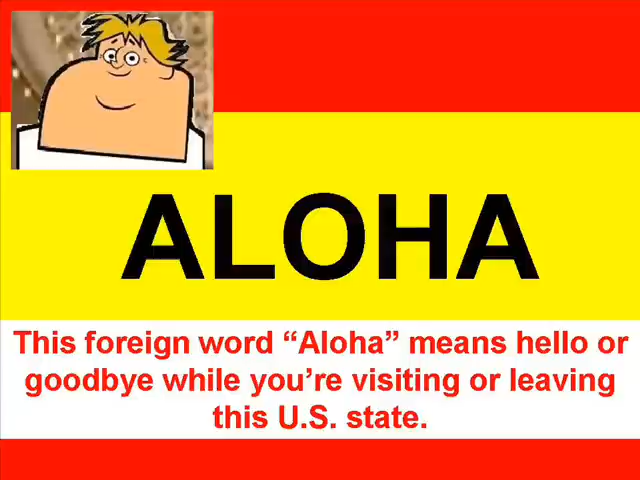 ALOHA
This foreign word “Aloha” means hello or
goodbye while you’re visiting or leaving
this U.S. state.